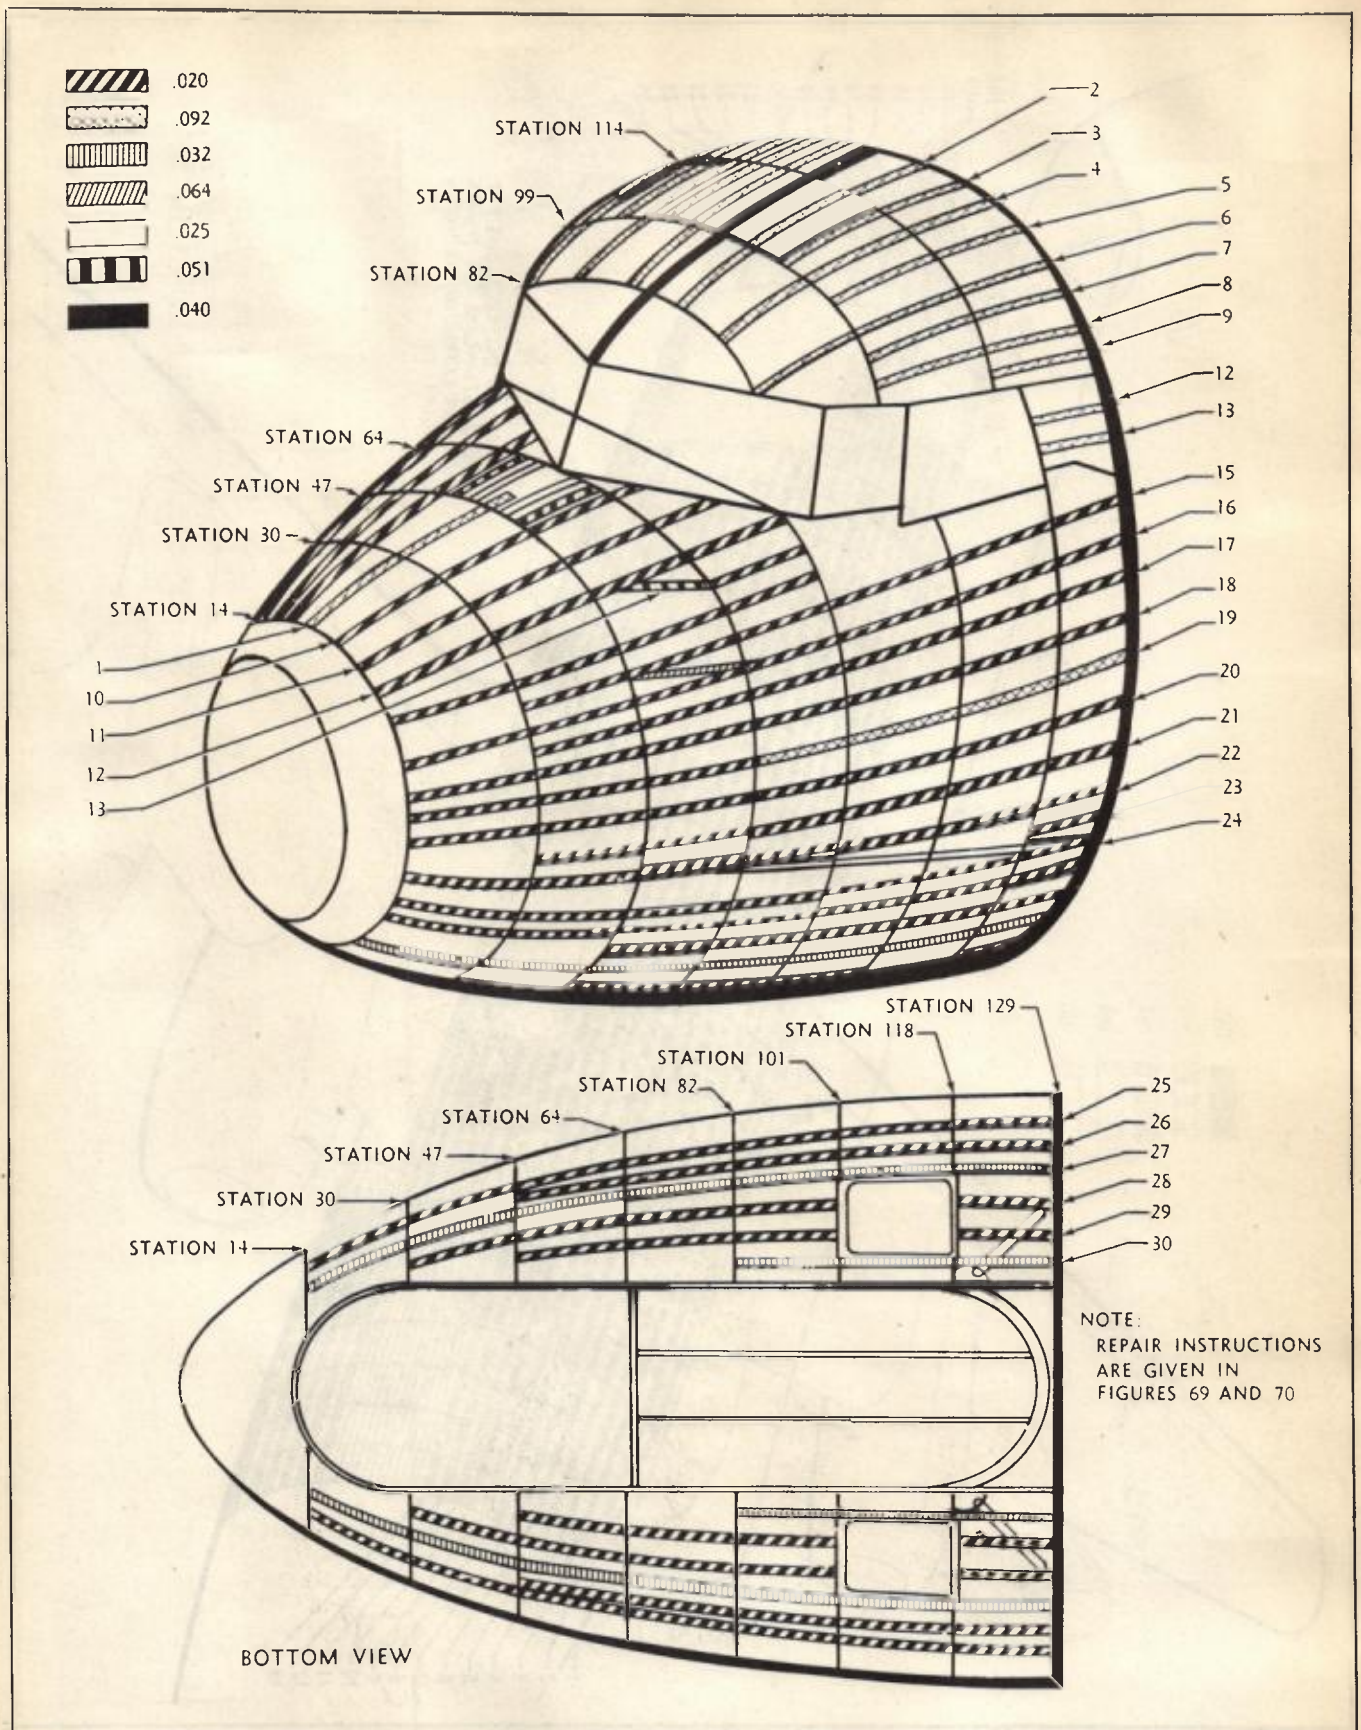 .020
.092
.032
.064
.025
.051
.040
STATION 114
STATION 99
STATION 82
STATION 64
STATION 47
STATION 30
STATION 14
1
10
11
12
13
2
3
4
5
6
7
8
9
12
13
15
16
17
18
19
20
21
22
23
24
STATION 129
STATION 118
STATION 101
STATION 82
STATION 64
STATION 47
STATION 30
STATION 14
25
26
27
28
29
30
NOTE:
REPAIR INSTRUCTIONS
ARE GIVEN IN
FIGURES 69 AND 70
BOTTOM VIEW